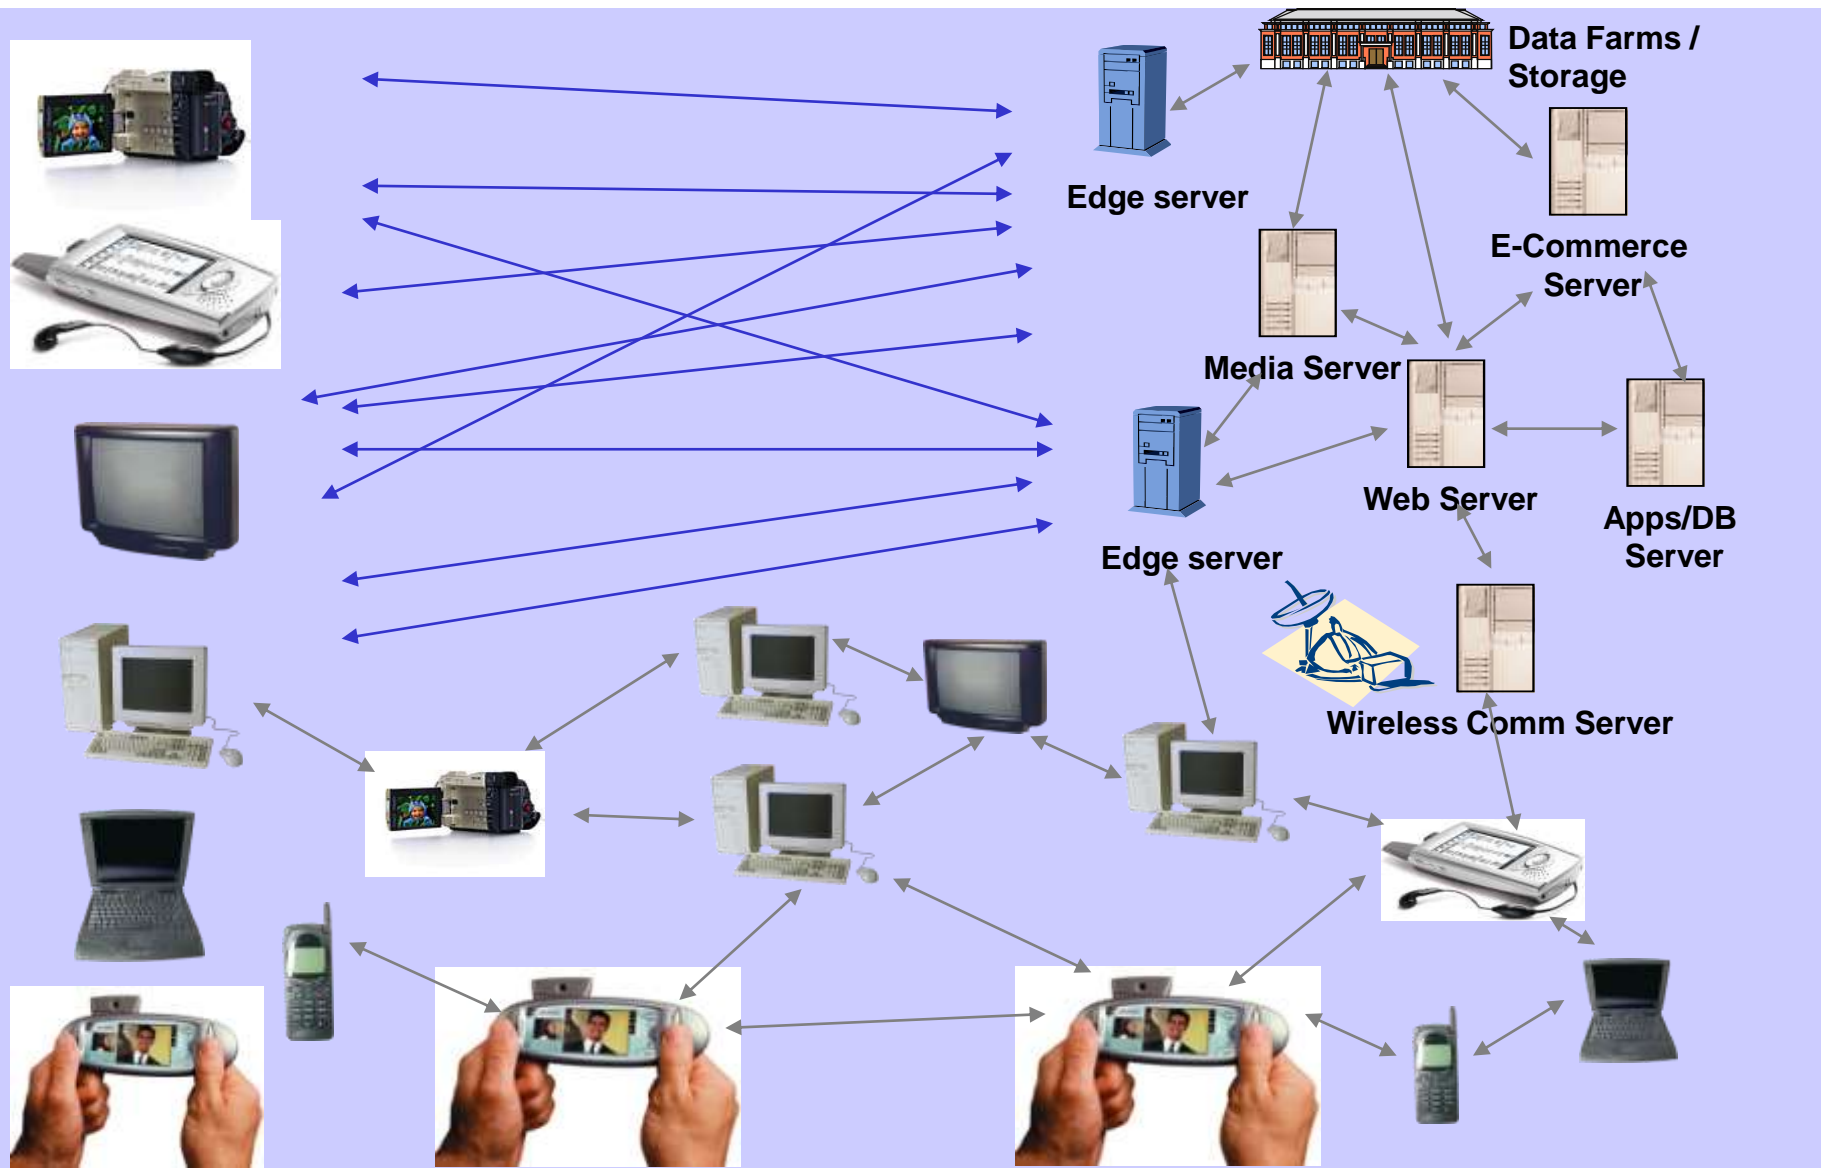 Data Farms /
Storage
Edge server
E-Commerce
Server
Media Server
Web Server
Apps/DB
Server
Edge server
Wireless Comm Server